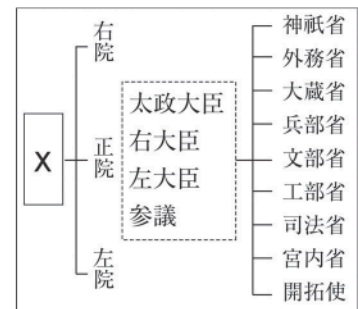 X
右院
正院
左院
太政大臣
右大臣
左大臣
参議
神祇省
外務省
大蔵省
兵部省
文部省
工部省
司法省
宮内省
開拓使